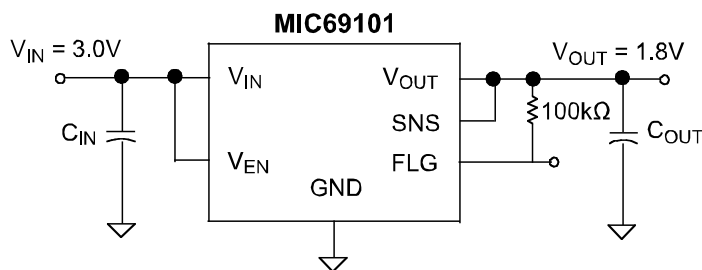 MIC69101
V_IN = 3.0V
V_OUT = 1.8V
V_IN
V_OUT
SNS
100kΩ
C_IN
C_OUT
V_EN
FLG
GND